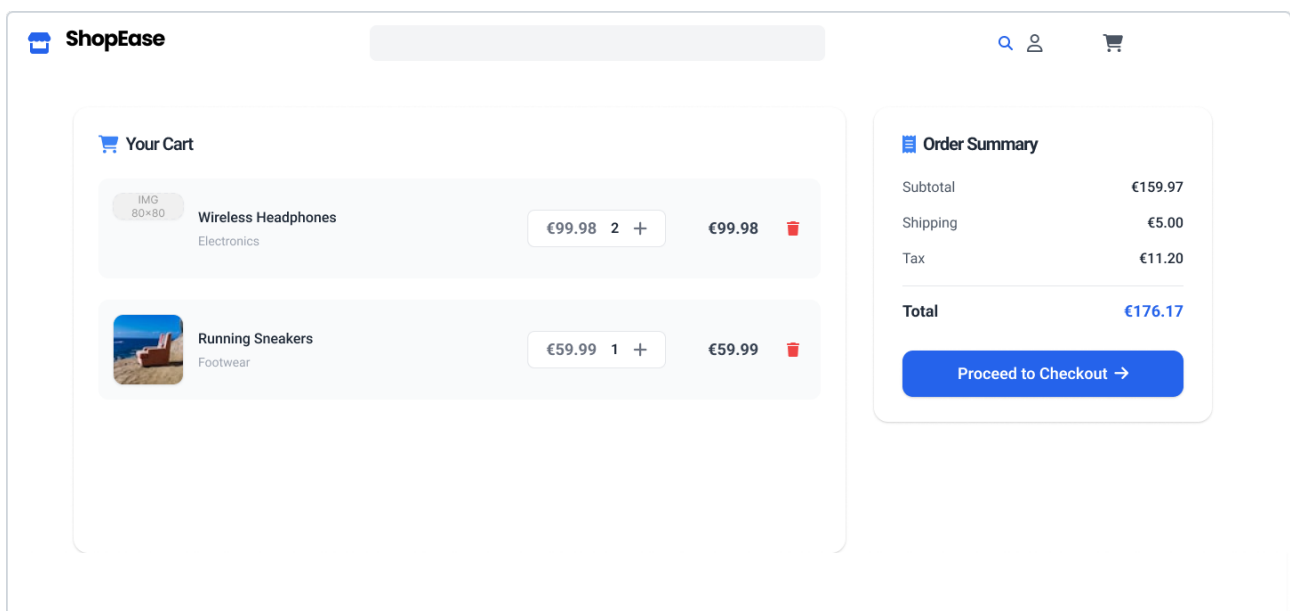 ShopEase
Your Cart
IMG
80×80
Wireless Headphones
Electronics
€99.98 2 +
€99.98
Running Sneakers
Footwear
€59.99 1 +
€59.99
Order Summary
Subtotal €159.97
Shipping €5.00
Tax €11.20
Total €176.17
Proceed to Checkout →